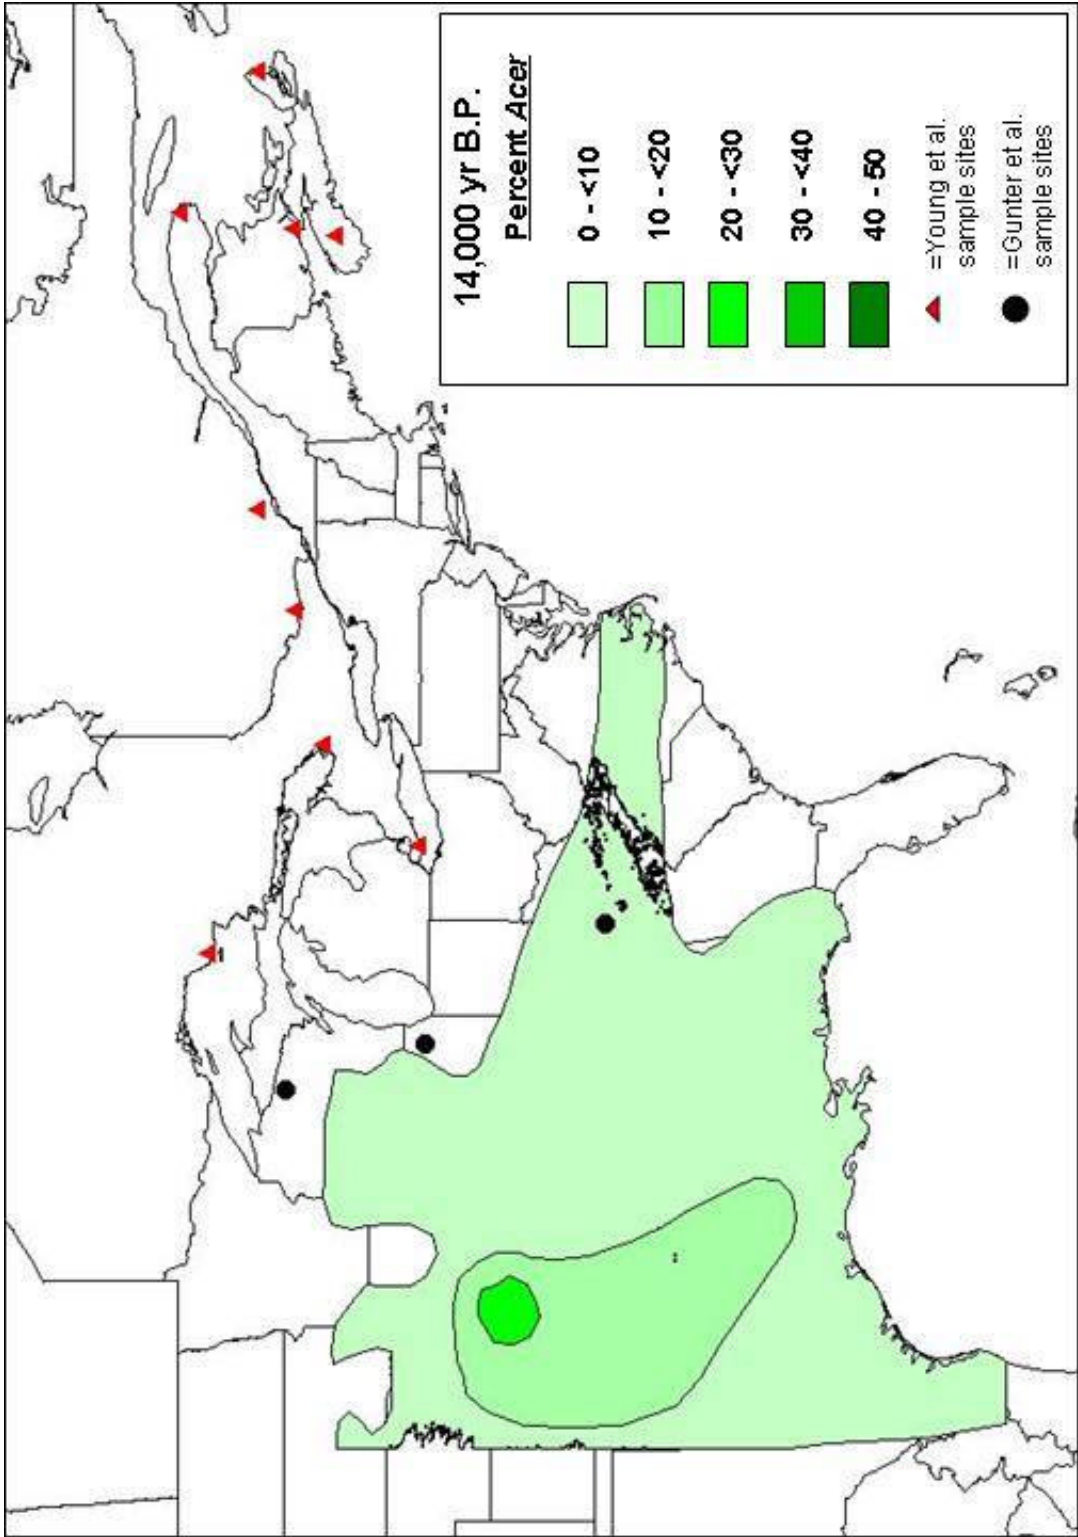 14,000 yr B.P.
Percent Acer
0 - <10
10 - <20
20 - <30
30 - <40
40 - 50
=Young et al.
sample sites
=Gunter et al.
sample sites